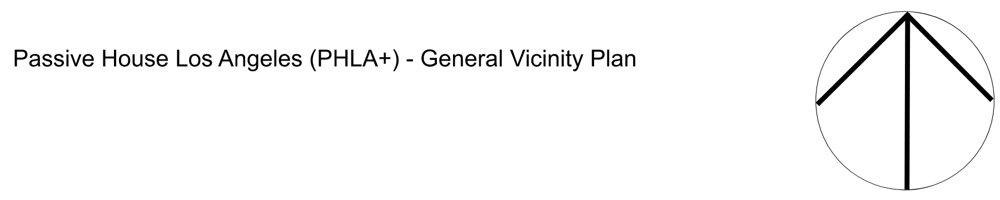 Passive House Los Angeles (PHLA+) - General Vicinity Plan